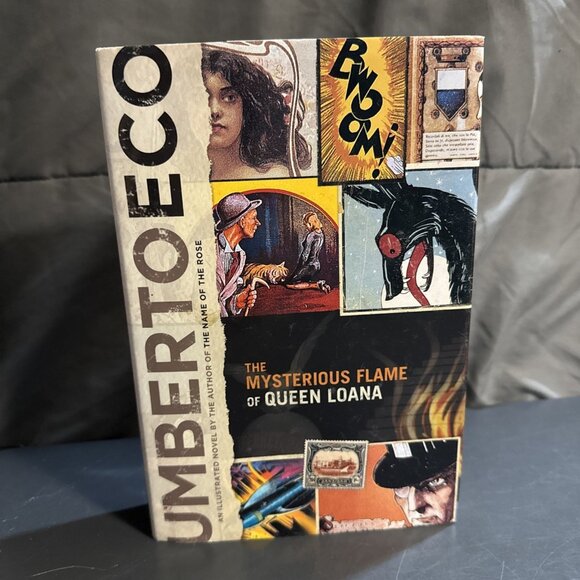 UMBERTO ECO
AN ILLUSTRATED NOVEL BY THE AUTHOR OF THE NAME OF THE ROSE
BWOOM!
THE
MYSTERIOUS FLAME
OF QUEEN LOANA